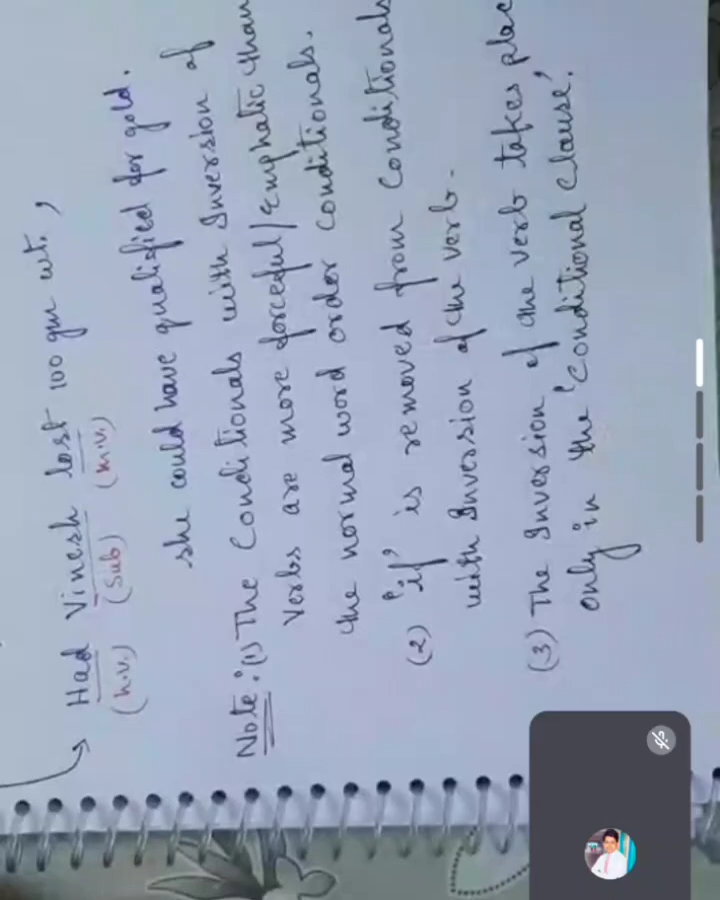 Had Vinesh lost 100 gm wt.,
(h.v.) (Sub) (m.v.)
she could have qualified for gold.
Note:- (1) The Conditionals with Inversion of
Verbs are more forceful/Emphatic than
the normal word order conditionals.
(2) 'if' is removed from Conditionals
with Inversion of the verb.
(3) The Inversion of the verb takes plac
only in the 'Conditional clause'.